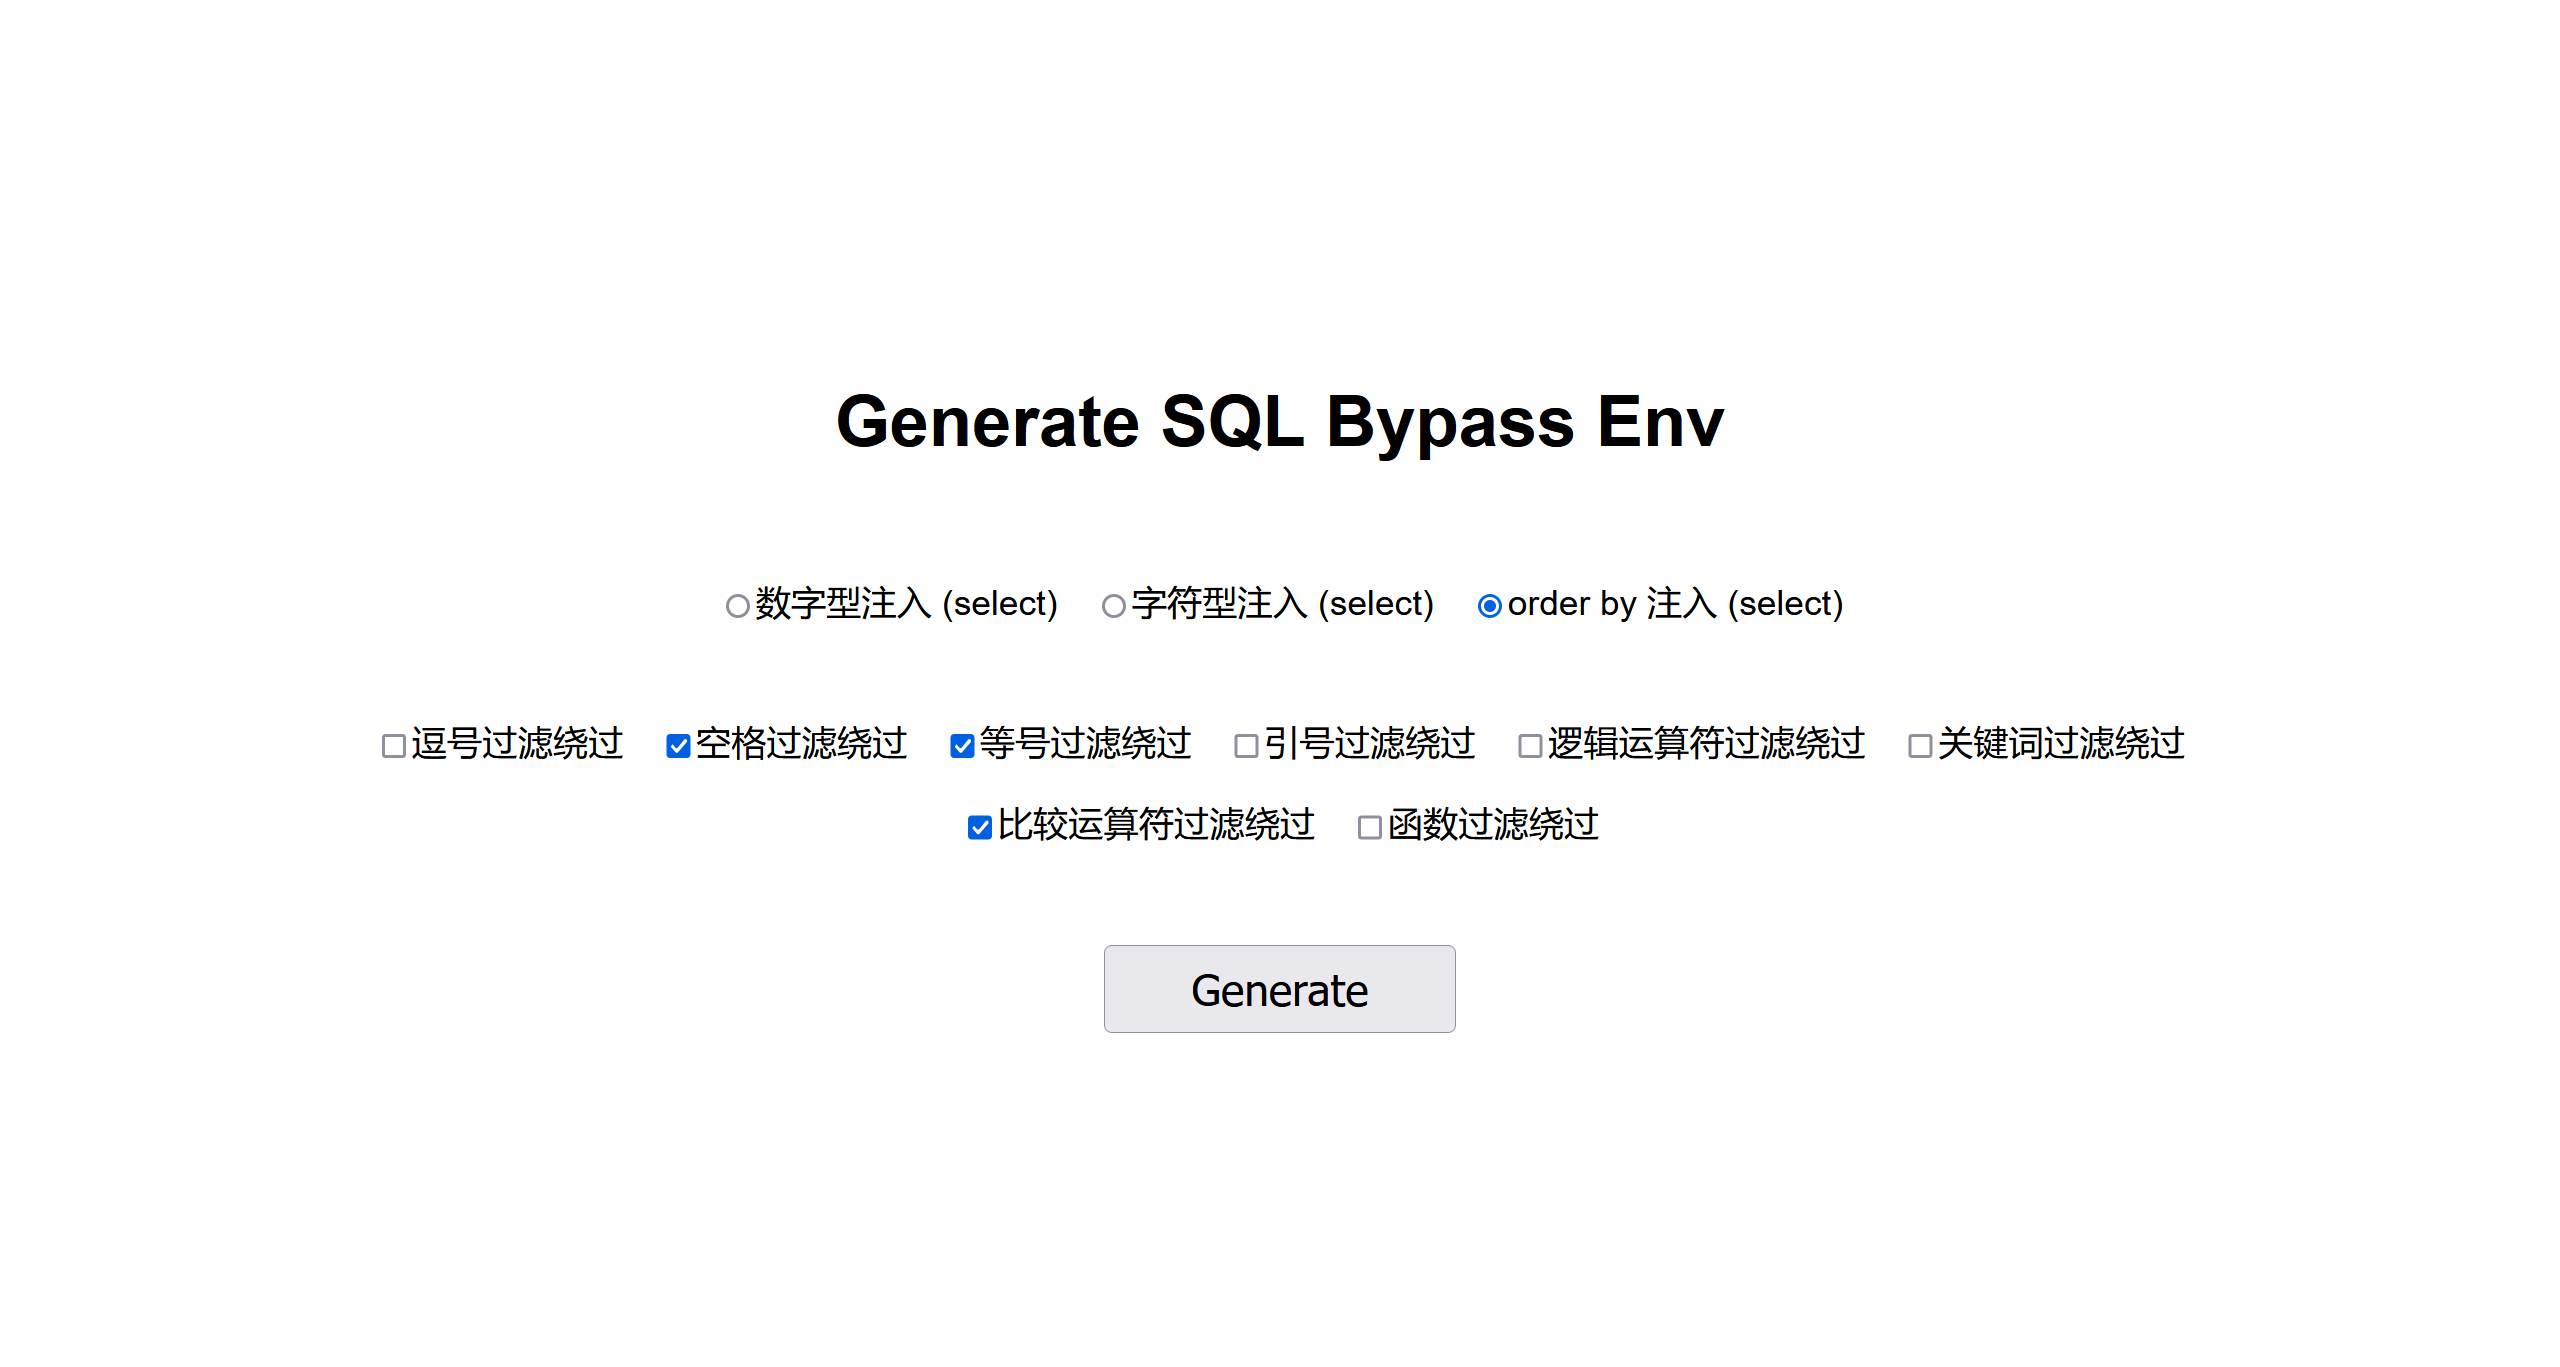 Generate SQL Bypass Env
数字型注入 (select) 字符型注入 (select) order by 注入 (select)
逗号过滤绕过 空格过滤绕过 等号过滤绕过 引号过滤绕过 逻辑运算符过滤绕过 关键词过滤绕过
比较运算符过滤绕过 函数过滤绕过
Generate